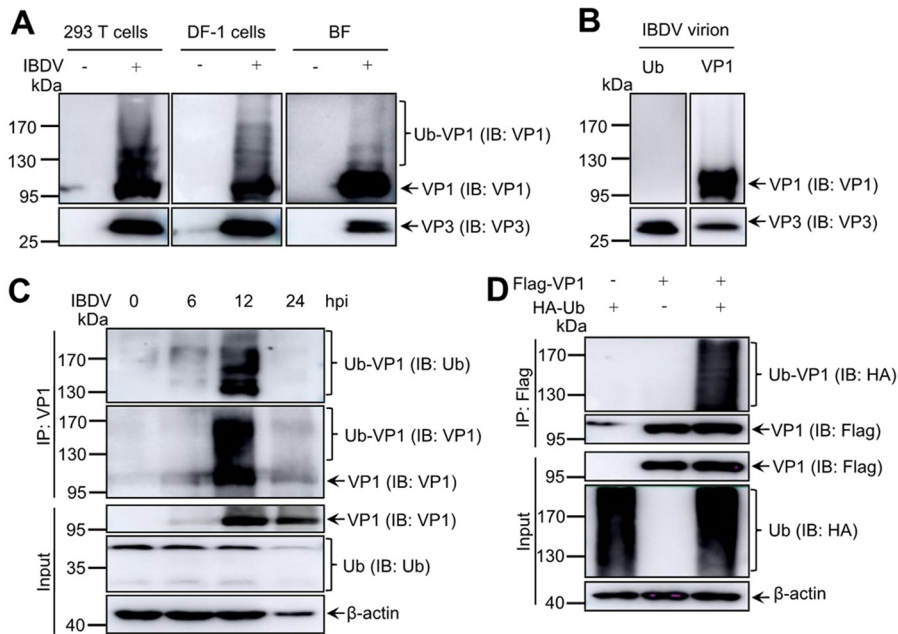 A
293 T cells DF-1 cells BF
IBDV - + - + - +
kDa
170
130
95
25
Ub-VP1 (IB: VP1)
VP1 (IB: VP1)
VP3 (IB: VP3)
B
IBDV virion
Ub VP1
kDa
170
130
95
25
VP1 (IB: VP1)
VP3 (IB: VP3)
C
IBDV 0 6 12 24 hpi
kDa
IP: VP1
170
130
Ub-VP1 (IB: Ub)
170
130
95
Ub-VP1 (IB: VP1)
VP1 (IB: VP1)
Input
95
VP1 (IB: VP1)
35
Ub (IB: Ub)
40
β-actin
D
Flag-VP1 - + +
HA-Ub + - +
kDa
IP: Flag
170
130
Ub-VP1 (IB: HA)
95
VP1 (IB: Flag)
Input
95
VP1 (IB: Flag)
170
130
Ub (IB: HA)
40
β-actin